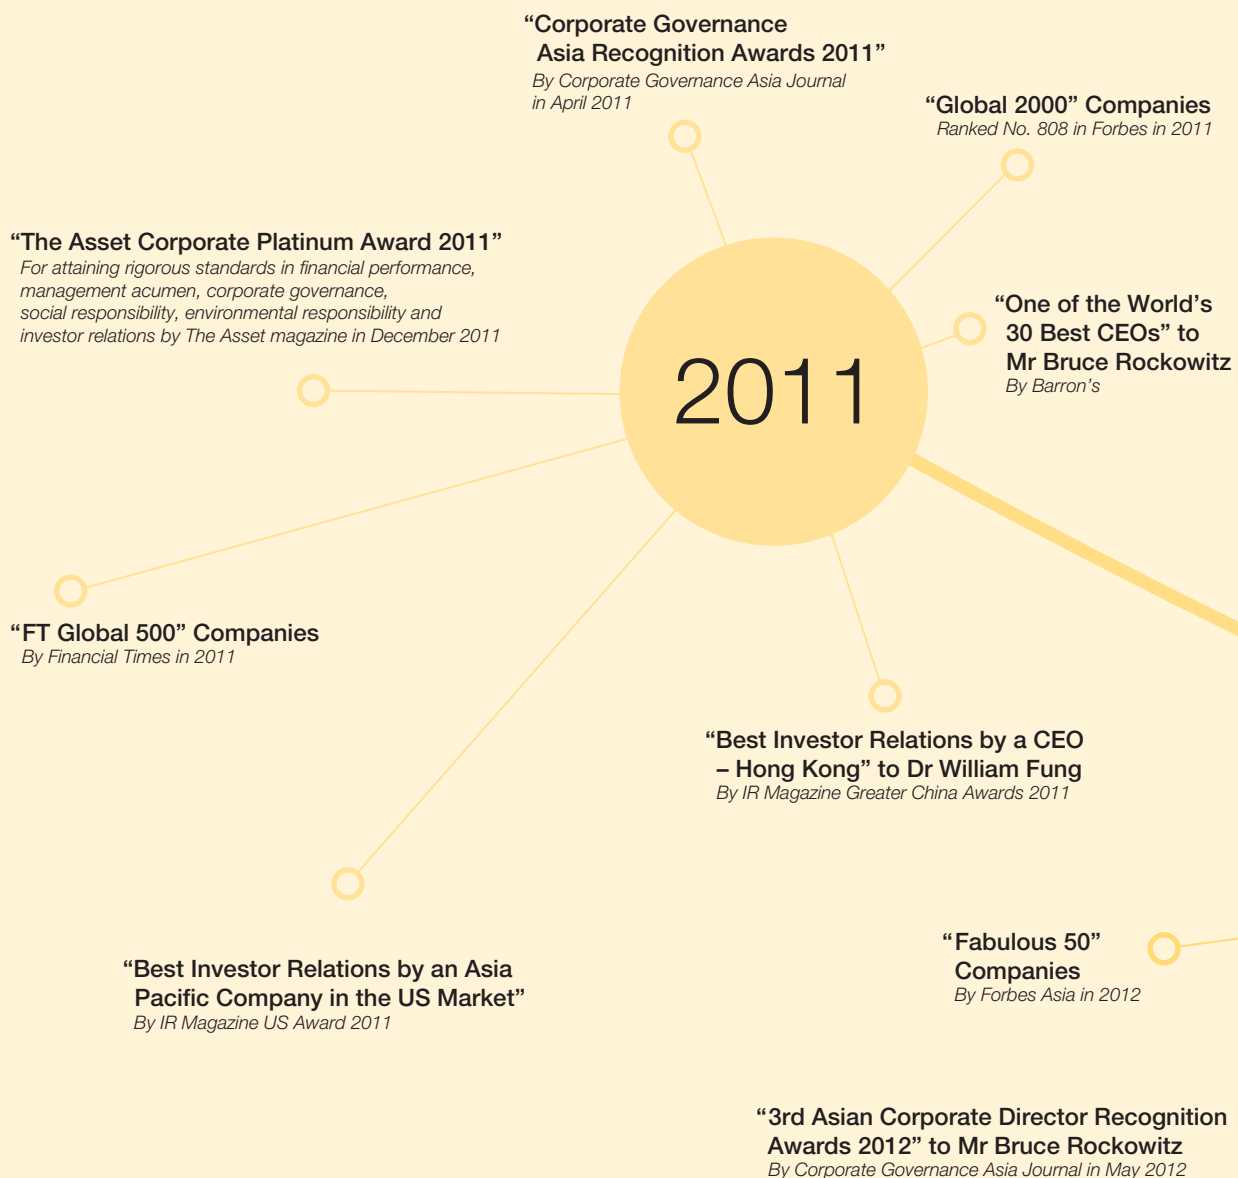 “Corporate Governance
Asia Recognition Awards 2011”
By Corporate Governance Asia Journal
in April 2011
“Global 2000” Companies
Ranked No. 808 in Forbes in 2011
“The Asset Corporate Platinum Award 2011”
For attaining rigorous standards in financial performance,
management acumen, corporate governance,
social responsibility, environmental responsibility and
investor relations by The Asset magazine in December 2011
“One of the World’s
30 Best CEOs” to
Mr Bruce Rockowitz
By Barron’s
2011
“FT Global 500” Companies
By Financial Times in 2011
“Best Investor Relations by a CEO
– Hong Kong” to Dr William Fung
By IR Magazine Greater China Awards 2011
“Best Investor Relations by an Asia
Pacific Company in the US Market”
By IR Magazine US Award 2011
“Fabulous 50”
Companies
By Forbes Asia in 2012
“3rd Asian Corporate Director Recognition
Awards 2012” to Mr Bruce Rockowitz
By Corporate Governance Asia Journal in May 2012